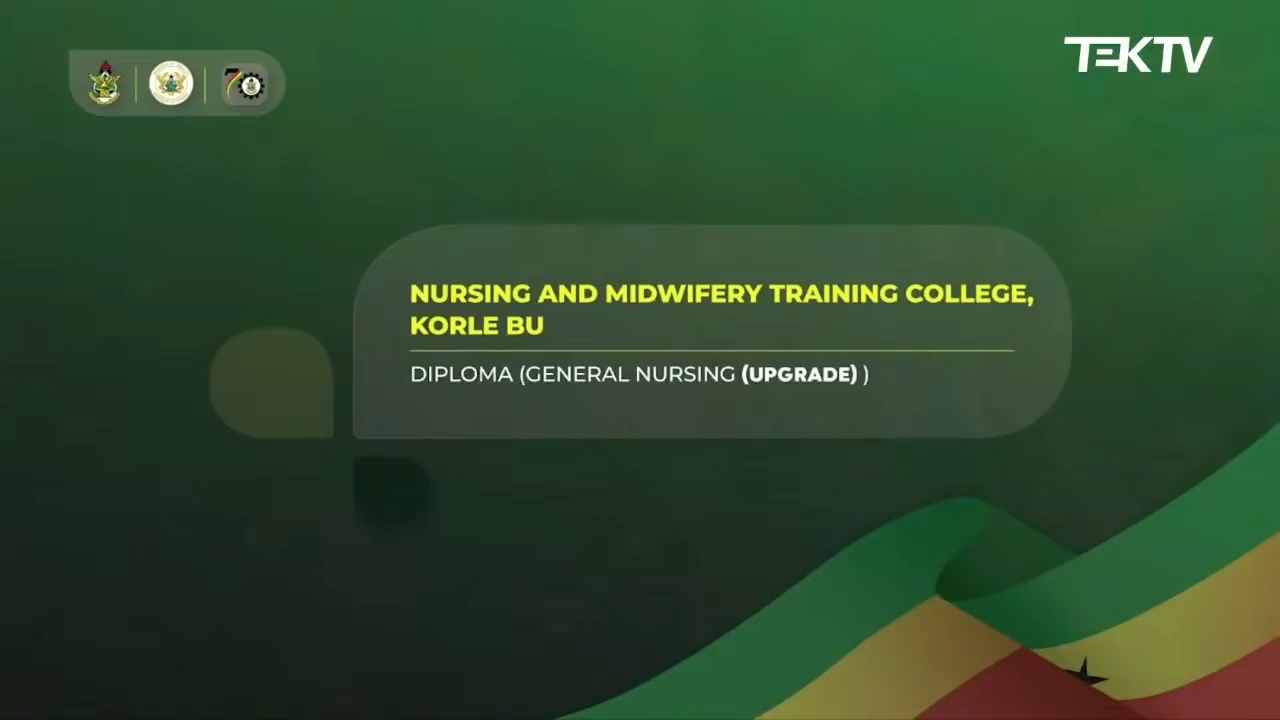 TEKTV
NURSING AND MIDWIFERY TRAINING COLLEGE,
KORLE BU
DIPLOMA (GENERAL NURSING (UPGRADE) )